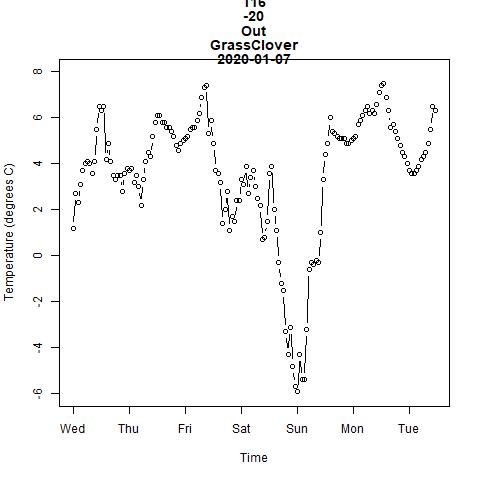 T16
-20
Out
GrassClover
2020-01-07
Temperature (degrees C)
8
6
4
2
0
-2
-4
-6
Wed Thu Fri Sat Sun Mon Tue
Time